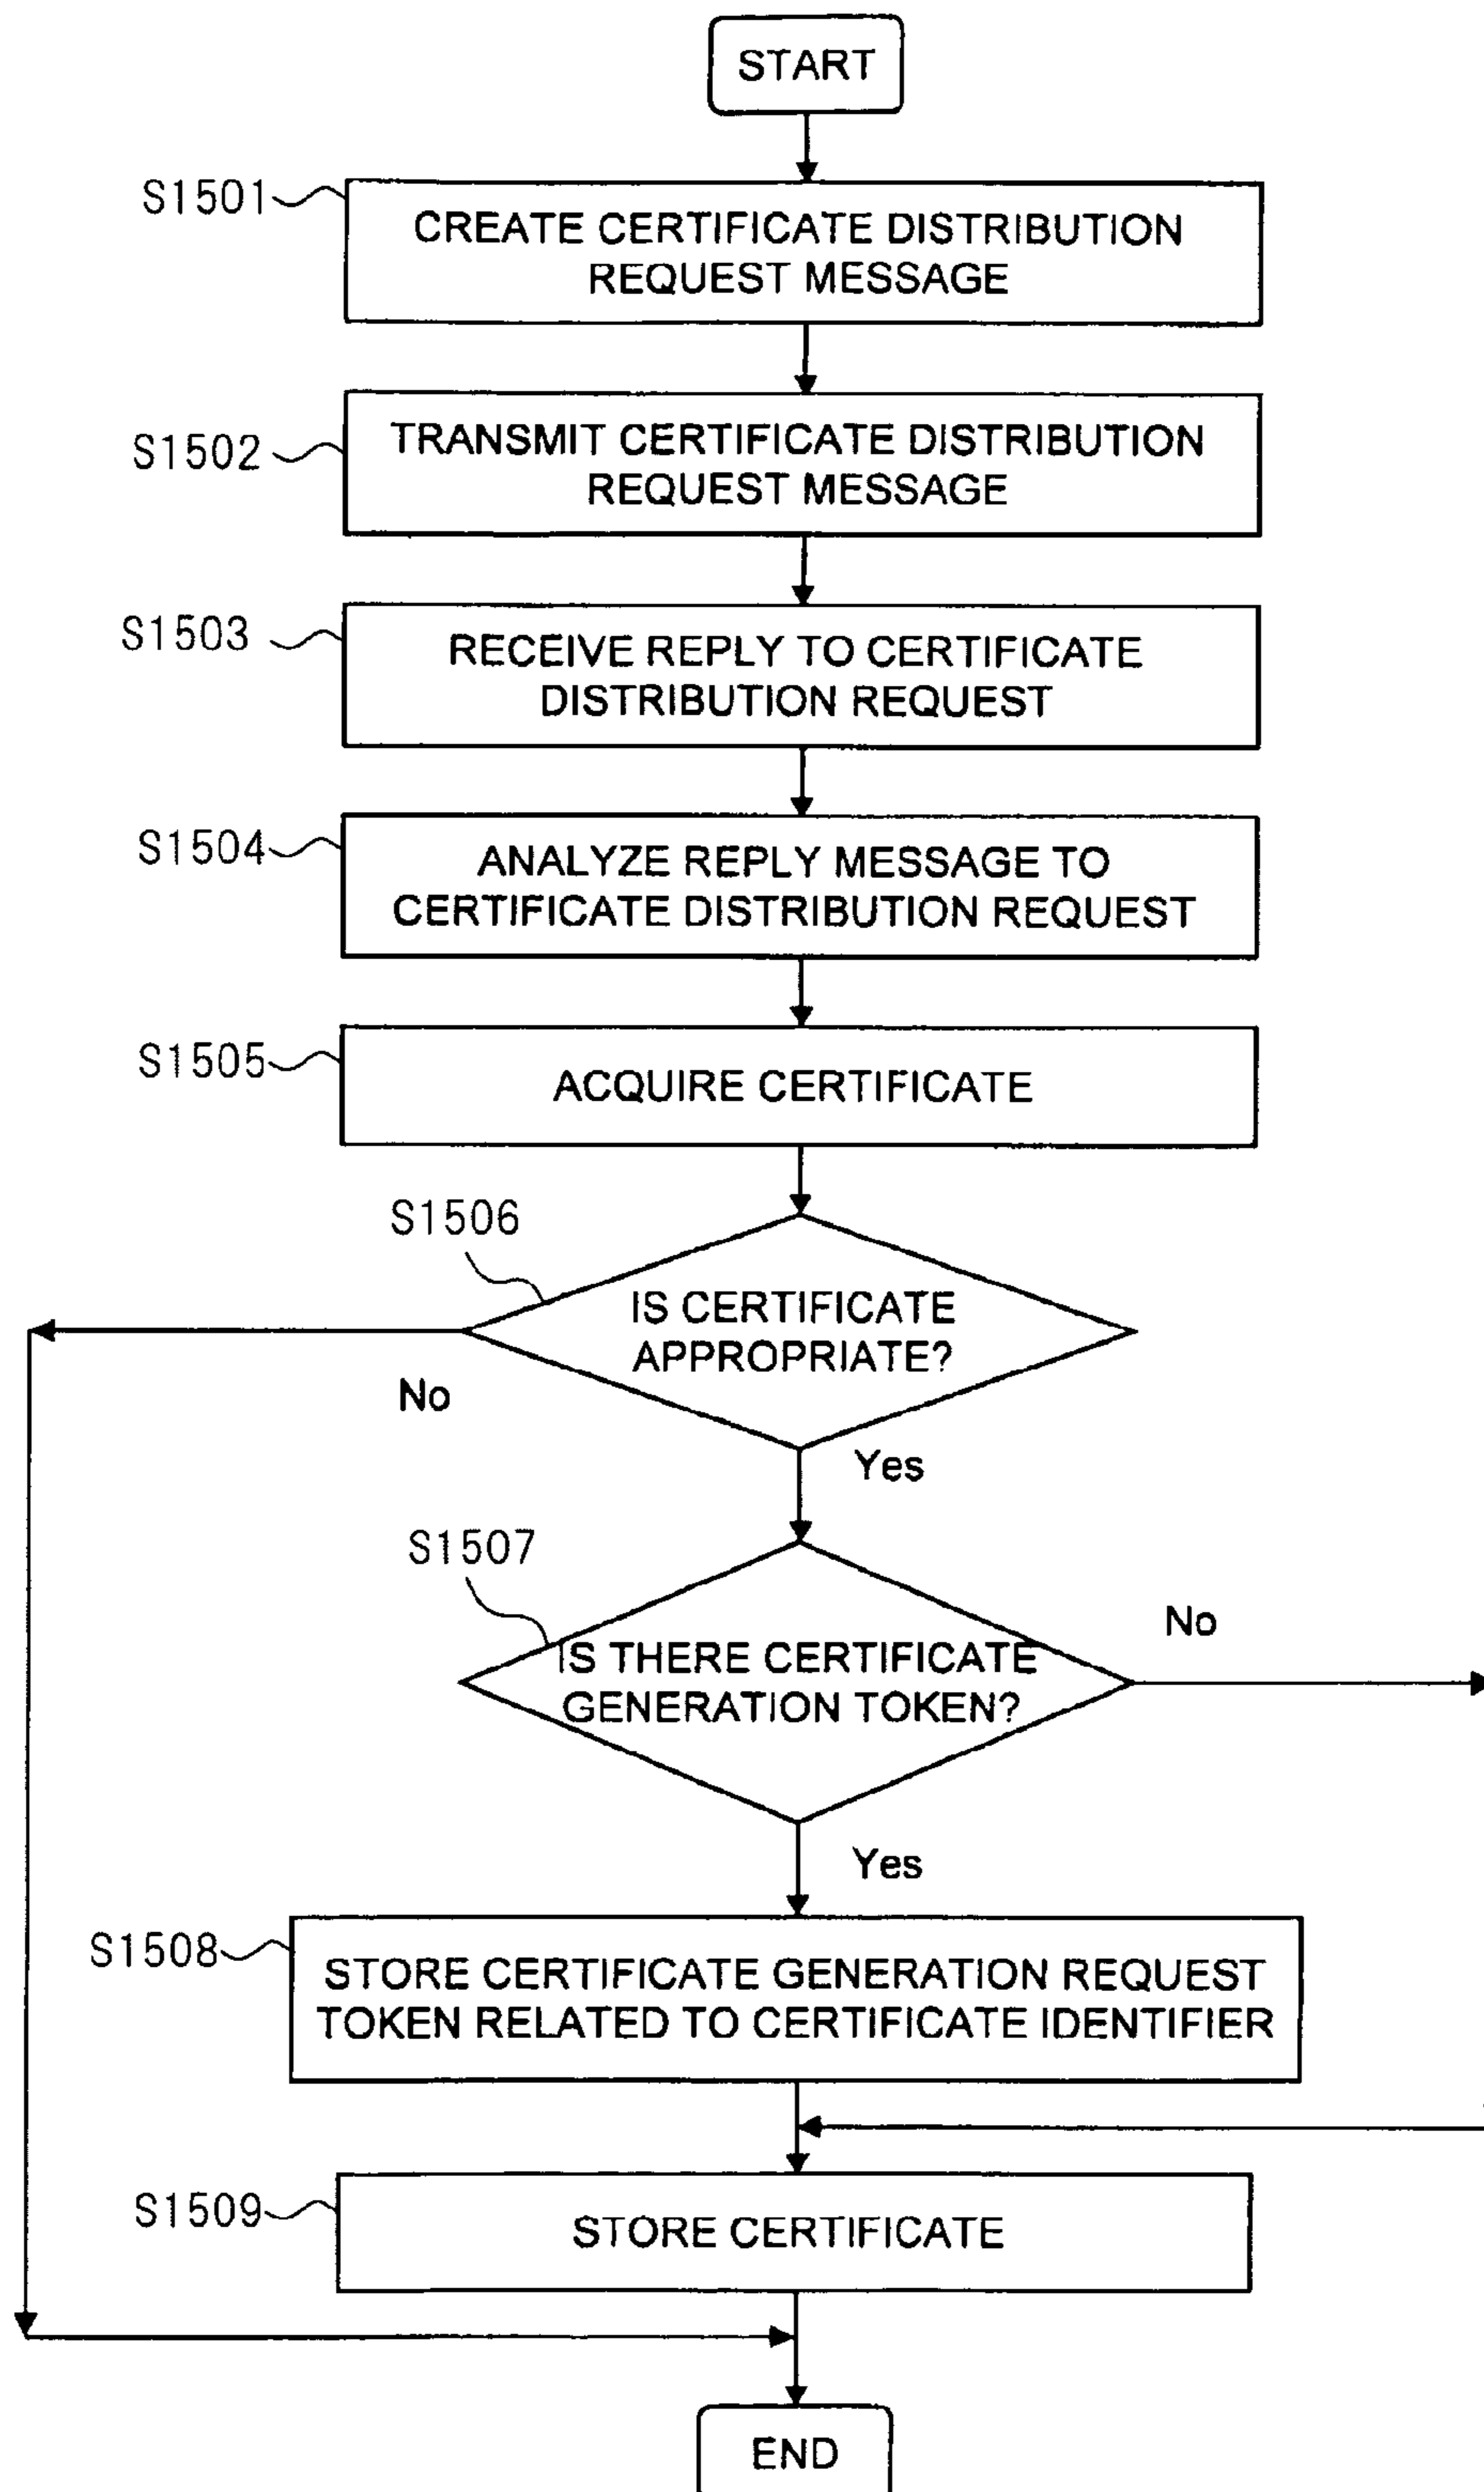 START
S1501
CREATE CERTIFICATE DISTRIBUTION
REQUEST MESSAGE
S1502
TRANSMIT CERTIFICATE DISTRIBUTION
REQUEST MESSAGE
S1503
RECEIVE REPLY TO CERTIFICATE
DISTRIBUTION REQUEST
S1504
ANALYZE REPLY MESSAGE TO
CERTIFICATE DISTRIBUTION REQUEST
S1505
ACQUIRE CERTIFICATE
S1506
IS CERTIFICATE
APPROPRIATE?
No
Yes
S1507
IS THERE CERTIFICATE
GENERATION TOKEN?
No
Yes
S1508
STORE CERTIFICATE GENERATION REQUEST
TOKEN RELATED TO CERTIFICATE IDENTIFIER
S1509
STORE CERTIFICATE
END